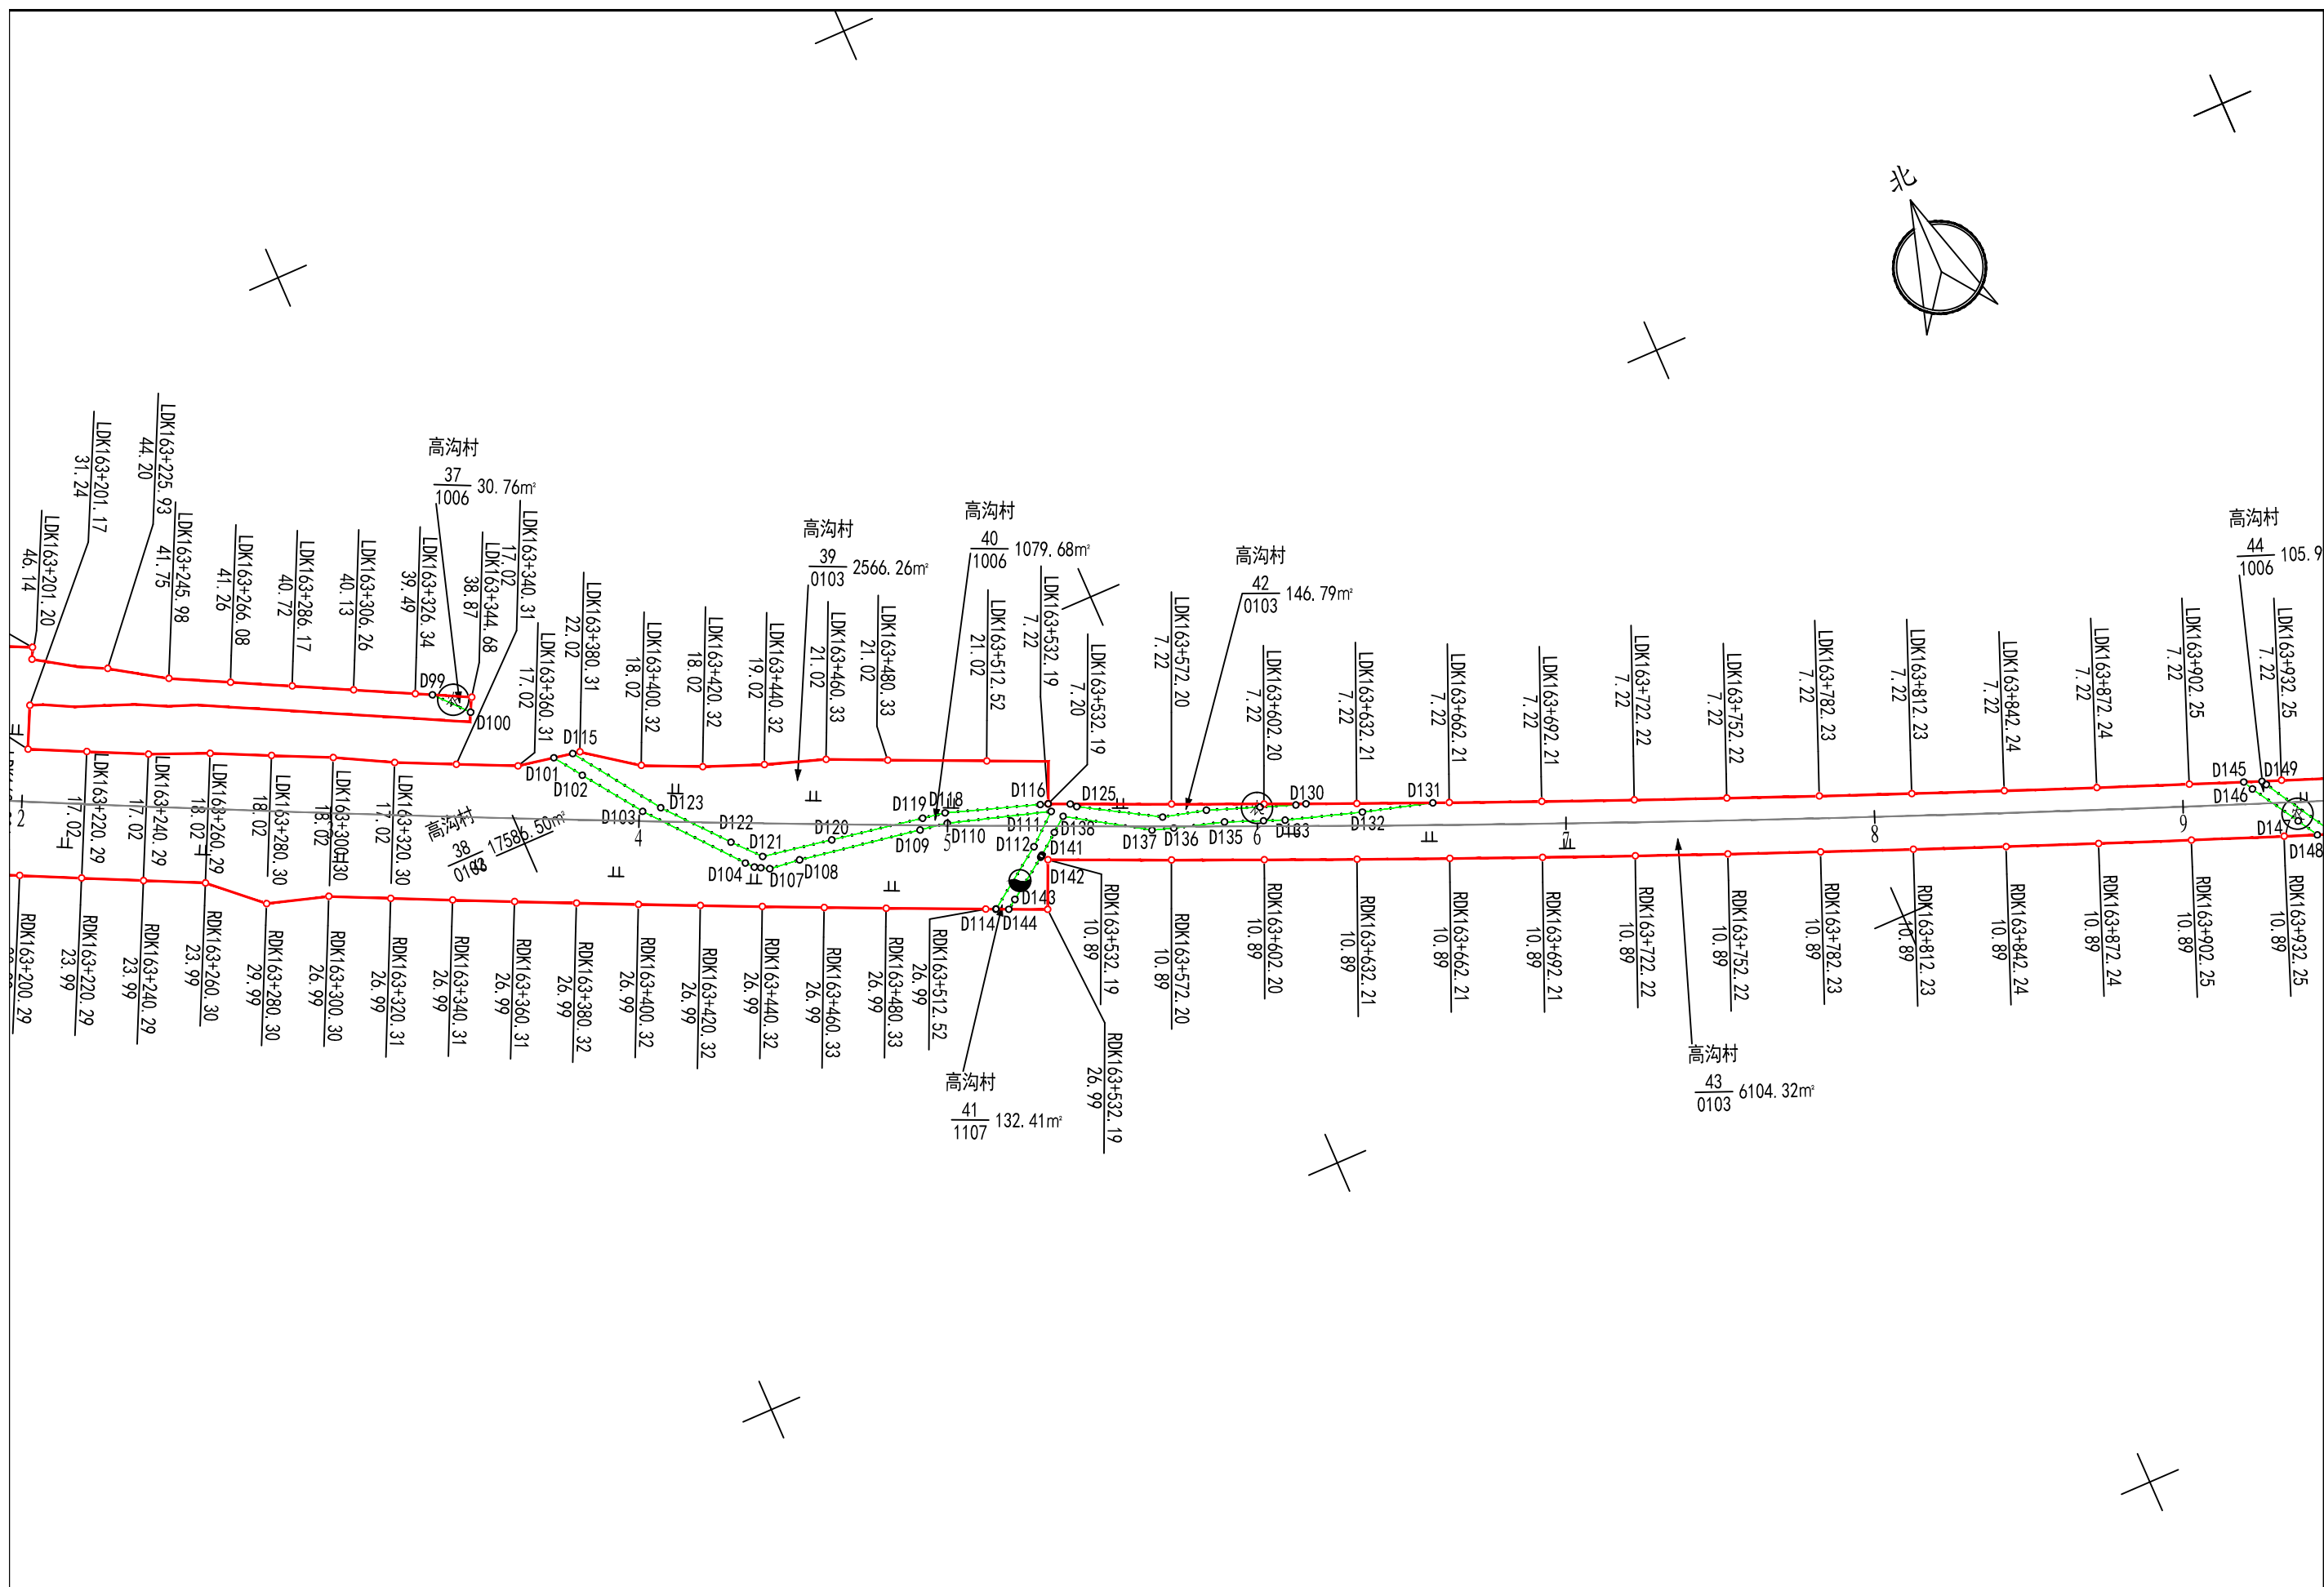 北
LDK163+201.20
46.14
LDK163+201.17
31.24
LDK163+225.93
44.20
LDK163+245.98
41.75
LDK163+266.08
41.26
LDK163+286.17
40.72
LDK163+306.26
40.13
LDK163+326.34
39.49
LDK163+344.68
38.87
LDK163+340.31
17.02
LDK163+360.31
17.02
LDK163+380.31
22.02
LDK163+400.32
18.02
LDK163+420.32
18.02
LDK163+440.32
19.02
LDK163+460.33
21.02
LDK163+480.33
21.02
LDK163+512.52
21.02
LDK163+532.19
7.22
LDK163+532.19
7.20
LDK163+572.20
7.22
LDK163+602.20
7.22
LDK163+632.21
7.22
LDK163+662.21
7.22
LDK163+692.21
7.22
LDK163+722.22
7.22
LDK163+752.22
7.22
LDK163+782.23
7.22
LDK163+812.23
7.22
LDK163+842.24
7.22
LDK163+872.24
7.22
LDK163+902.25
7.22
LDK163+932.25
7.22
高沟村
37
1006
30.76㎡
高沟村
39
0103
2566.26㎡
高沟村
40
1006
1079.68㎡
高沟村
42
0103
146.79㎡
高沟村
44
1006
105.9
D99
D100
D101
D102
D103
D104
D107
D108
D109
D110
D111
D112
D114
D115
D116
D118
D119
D120
D121
D122
D123
D125
D130
D131
D132
D133
D135
D136
D137
D138
D141
D142
D143
D144
D145
D146
D147
D148
D149
2
4
5
6
7
8
9
LDK163+220.29
17.02
LDK163+240.29
17.02
LDK163+260.29
18.02
LDK163+280.30
18.02
LDK163+300.30
18.02
LDK163+320.30
17.02
高沟村
38
0103
17586.50㎡
RDK163+200.29
RDK163+220.29
23.99
RDK163+240.29
23.99
RDK163+260.30
23.99
RDK163+280.30
29.99
RDK163+300.30
26.99
RDK163+320.31
26.99
RDK163+340.31
26.99
RDK163+360.31
26.99
RDK163+380.32
26.99
RDK163+400.32
26.99
RDK163+420.32
26.99
RDK163+440.32
26.99
RDK163+460.33
26.99
RDK163+480.33
26.99
RDK163+512.52
26.99
RDK163+532.19
10.89
RDK163+532.19
26.99
RDK163+572.20
10.89
RDK163+602.20
10.89
RDK163+632.21
10.89
RDK163+662.21
10.89
RDK163+692.21
10.89
RDK163+722.22
10.89
RDK163+752.22
10.89
RDK163+782.23
10.89
RDK163+812.23
10.89
RDK163+842.24
10.89
RDK163+872.24
10.89
RDK163+902.25
10.89
RDK163+932.25
10.89
高沟村
41
1107
132.41㎡
高沟村
43
0103
6104.32㎡